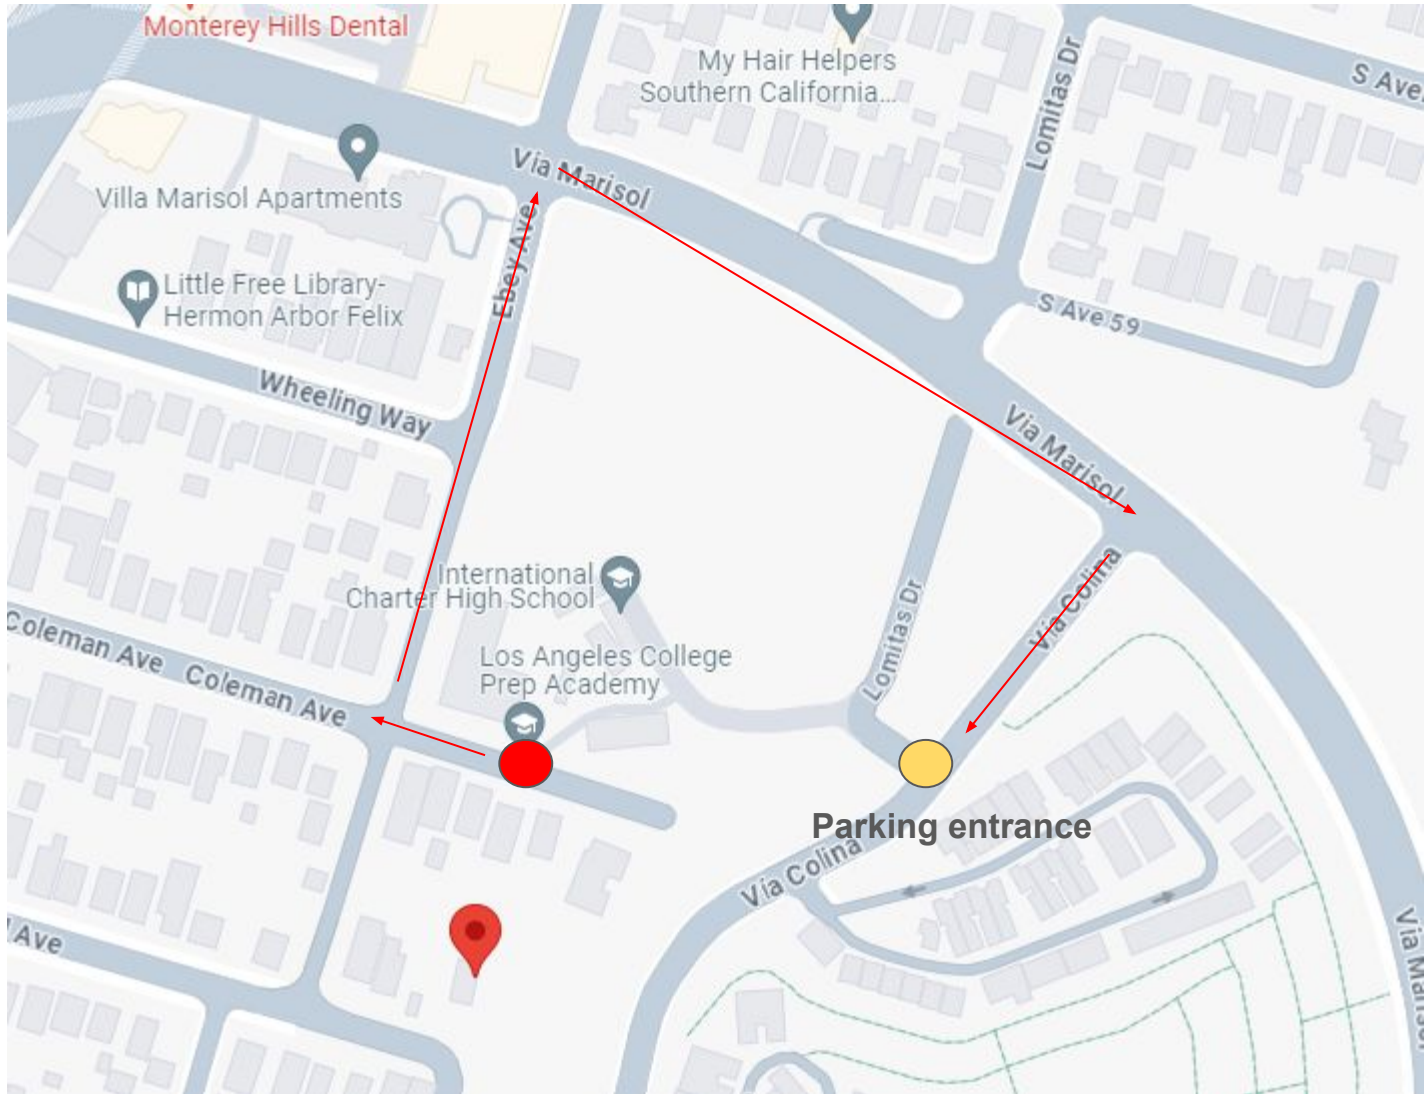 Monterey Hills Dental
My Hair Helpers
Southern California...
Lomitas Dr
S Ave
Via Marisol
Villa Marisol Apartments
Ebey Ave
Little Free Library-
Hermon Arbor Felix
S Ave 59
Wheeling Way
Via Marisol
International
Charter High School
Via Colina
Lomitas Dr
Coleman Ave
Coleman Ave
Los Angeles College
Prep Academy
Parking entrance
Via Colina
Ave
Via Marisol